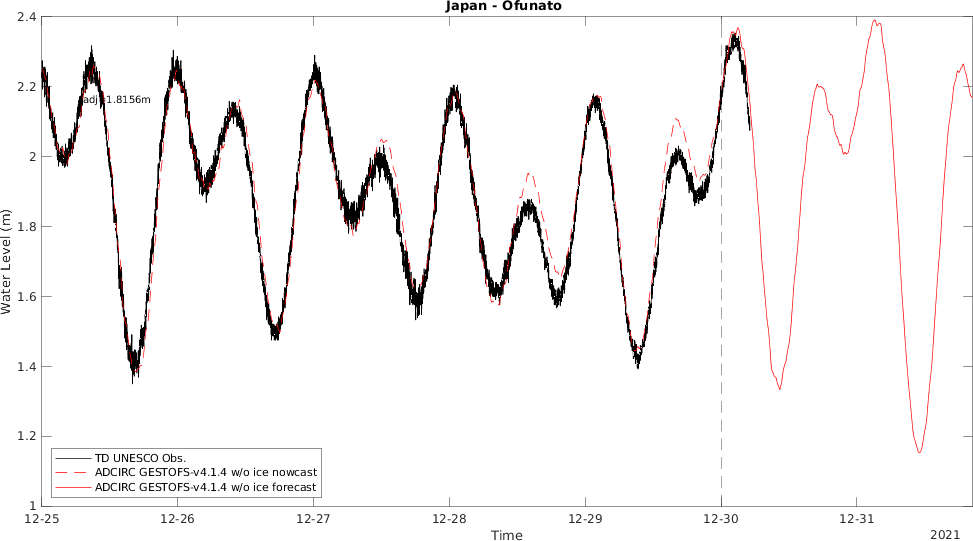 Japan - Ofunato
2.4
2.2
2
1.8
1.6
1.4
1.2
1
Water Level (m)
adj=1.8156m
TD UNESCO Obs.
ADCIRC GESTOFS-v4.1.4 w/o ice nowcast
ADCIRC GESTOFS-v4.1.4 w/o ice forecast
12-25 12-26 12-27 12-28 12-29 12-30 12-31
Time
2021